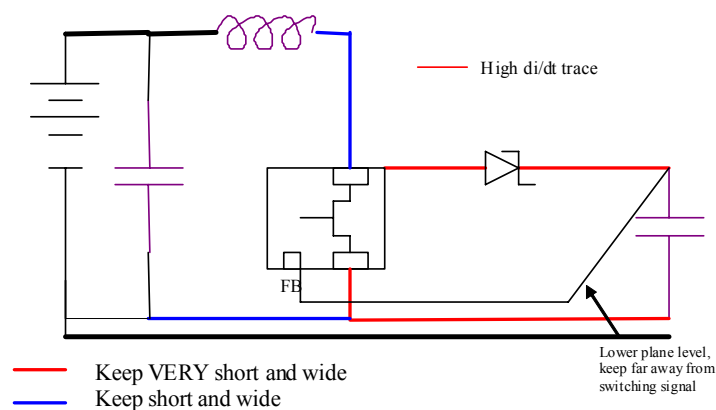 High di/dt trace
FB
Lower plane level,
keep far away from
switching signal
Keep VERY short and wide
Keep short and wide